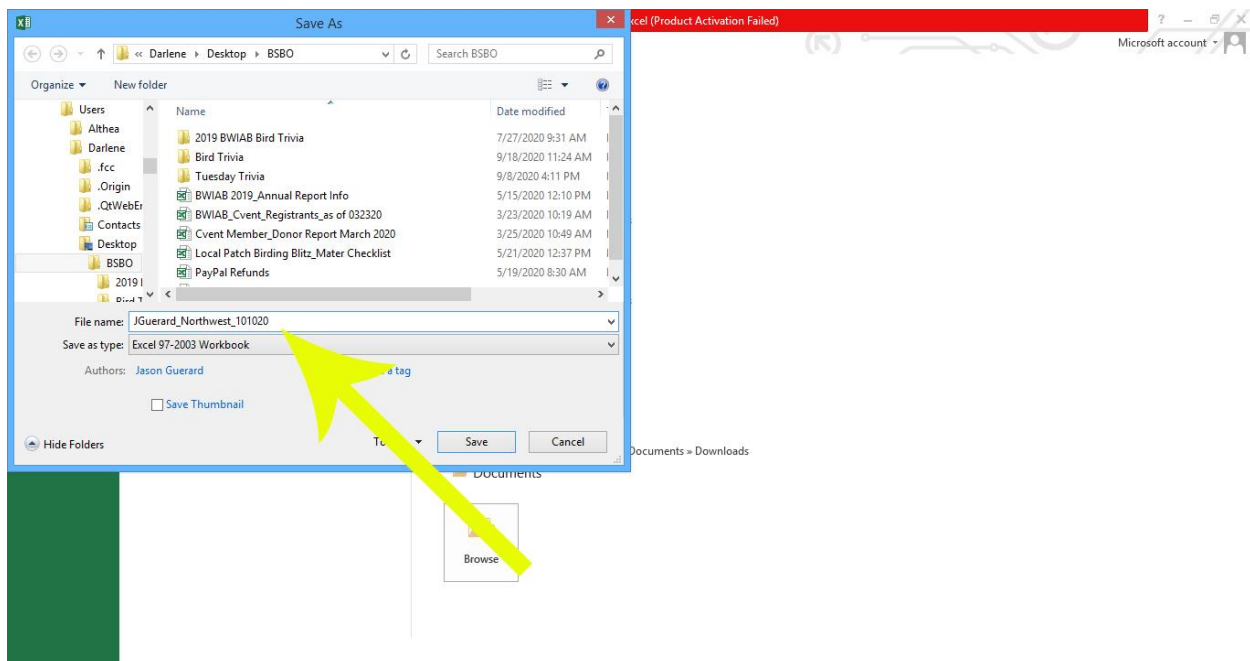 Save As
xcel (Product Activation Failed)
Microsoft account
« Darlene Desktop BSBO
Search BSBO
Organize New folder
Users
Althea
Darlene
.fcc
.Origin
.QtWebEr
Contacts
Desktop
BSBO
2019
Name Date modified
2019 BWIAB Bird Trivia 7/27/2020 9:31 AM
Bird Trivia 9/18/2020 11:24 AM
Tuesday Trivia 9/8/2020 4:11 PM
BWIAB 2019_Annual Report Info 5/15/2020 12:10 PM
BWIAB_Cvent_Registrants_as of 032320 3/23/2020 10:19 AM
Cvent Member_Donor Report March 2020 3/25/2020 10:49 AM
Local Patch Birding Blitz_Mater Checklist 5/21/2020 12:37 PM
PayPal Refunds 5/19/2020 8:30 AM
File name: JGuerard_Northwest_101020
Save as type: Excel 97-2003 Workbook
Authors: Jason Guerard a tag
Save Thumbnail
Hide Folders
Save Cancel
Documents » Downloads
Documents
Browse